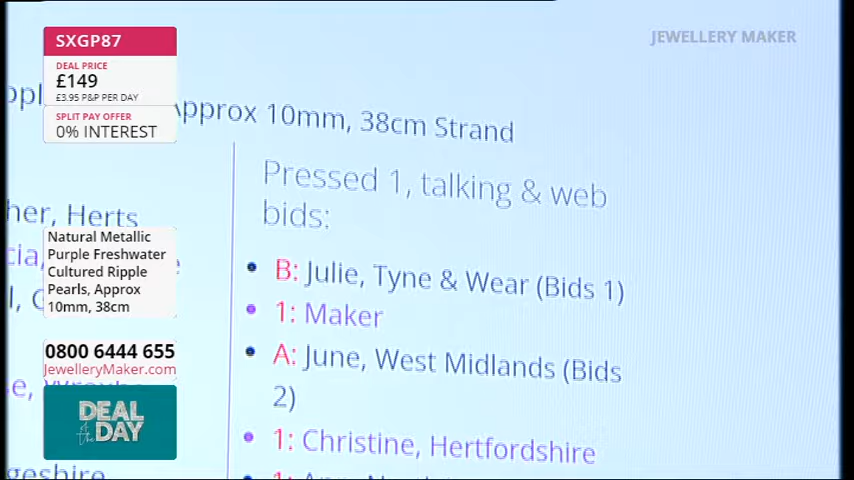 SXGP87
DEAL PRICE
£149
£3.95 P&P PER DAY
SPLIT PAY OFFER
0% INTEREST
JEWELLERY MAKER
Approx 10mm, 38cm Strand
Pressed 1, talking & web
bids:
Herts
B: Julie, Tyne & Wear (Bids 1)
1: Maker
A: June, West Midlands (Bids
2)
1: Christine, Hertfordshire
Natural Metallic
Purple Freshwater
Cultured Ripple
Pearls, Approx
10mm, 38cm
0800 6444 655
JewelleryMaker.com
DEAL
of the
DAY